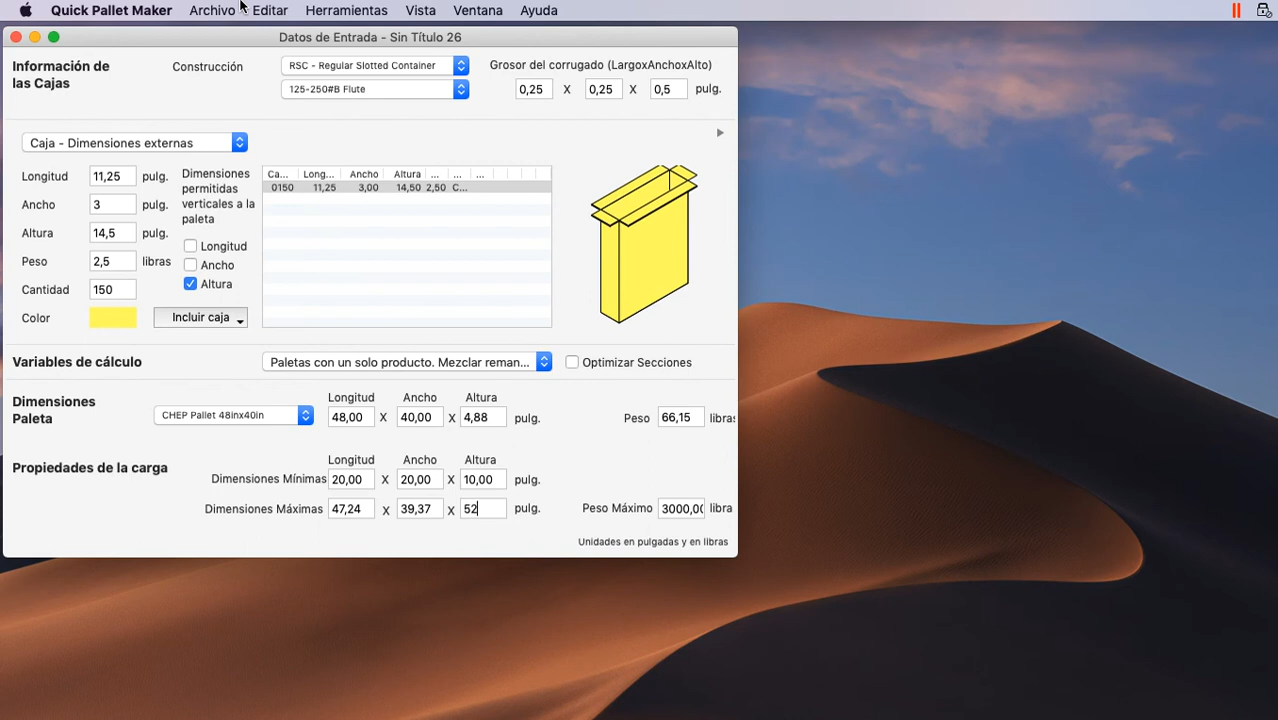 Quick Pallet Maker Archivo Editar Herramientas Vista Ventana Ayuda
Datos de Entrada - Sin Título 26
Información de las Cajas
Construcción
RSC - Regular Slotted Container
125-250#B Flute
Grosor del corrugado (LargoxAnchoxAlto)
0,25 X 0,25 X 0,5 pulg.
Caja - Dimensiones externas
Longitud 11,25 pulg.
Ancho 3 pulg.
Altura 14,5 pulg.
Peso 2,5 libras
Cantidad 150
Color
Dimensiones
permitidas
verticales a la
paleta
Longitud
Ancho
Altura
Incluir caja
Ca... Long... Ancho Altura ... ... ...
0150 11,25 3,00 14,50 2,50 C...
Variables de cálculo
Paletas con un solo producto. Mezclar reman...
Optimizar Secciones
Dimensiones
Paleta
CHEP Pallet 48inx40in
Longitud Ancho Altura
48,00 X 40,00 X 4,88 pulg.
Peso 66,15 libras
Propiedades de la carga
Longitud Ancho Altura
Dimensiones Mínimas 20,00 X 20,00 X 10,00 pulg.
Dimensiones Máximas 47,24 X 39,37 X 52 pulg.
Peso Máximo 3000,00 libra
Unidades en pulgadas y en libras